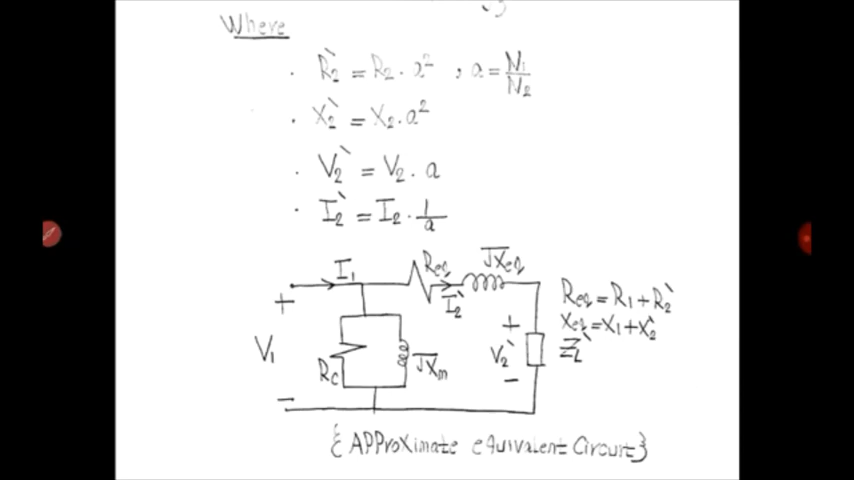 Where
. R2` = R2 . a² , a = N1/N2
. X2` = X2 . a²
. V2` = V2 . a
. I2` = I2 . 1/a
I1 Req JXeq
I2`
+ + Req = R1 + R2`
Xeq = X1 + X2`
V1 Rc JXm V2` ZL`
- -
{APProximate equivalent Circuit}